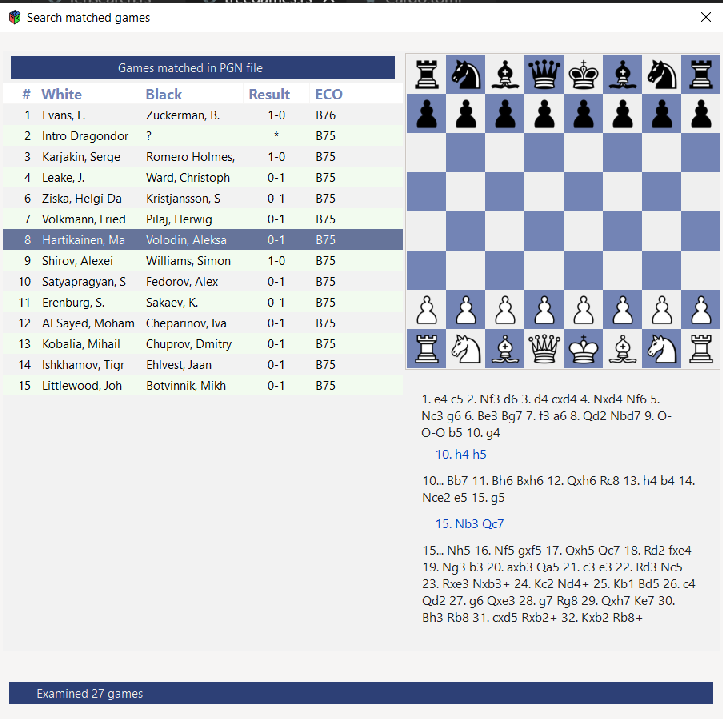 Search matched games
Games matched in PGN file
# White Black Result ECO
1 Evans, L. Zuckerman, B. 1-0 B76
2 Intro Dragondor ? * B75
3 Karjakin, Serge Romero Holmes, 1-0 B75
4 Leake, J. Ward, Christoph 0-1 B75
6 Ziska, Helgi Da Kristjansson, S 0-1 B75
7 Volkmann, Fried Pilaj, Herwig 0-1 B75
8 Hartikainen, Ma Volodin, Aleksa 0-1 B75
9 Shirov, Alexei Williams, Simon 1-0 B75
10 Satyapragyan, S Fedorov, Alex 0-1 B75
11 Erenburg, S. Sakaev, K. 0-1 B75
12 Al Sayed, Moham Cheparinov, Iva 0-1 B75
13 Kobalia, Mihail Chuprov, Dmitry 0-1 B75
14 Ishkhamov, Tigr Ehlvest, Jaan 0-1 B75
15 Littlewood, Joh Botvinnik, Mikh 0-1 B75
1. e4 c5 2. Nf3 d6 3. d4 cxd4 4. Nxd4 Nf6 5.
Nc3 g6 6. Be3 Bg7 7. f3 a6 8. Qd2 Nbd7 9. O-
O-O b5 10. g4
10. h4 h5
10... Bb7 11. Bh6 Bxh6 12. Qxh6 Rc8 13. h4 b4 14.
Nce2 e5 15. g5
15. Nb3 Qc7
15... Nh5 16. Nf5 gxf5 17. Qxh5 Qc7 18. Rd2 fxe4
19. Ng3 b3 20. axb3 Qa5 21. c3 e3 22. Rd3 Nc5
23. Rxe3 Nxb3+ 24. Kc2 Nd4+ 25. Kb1 Bd5 26. c4
Qd2 27. g6 Qxe3 28. g7 Rg8 29. Qxh7 Ke7 30.
Bh3 Rb8 31. cxd5 Rxb2+ 32. Kxb2 Rb8+
Examined 27 games